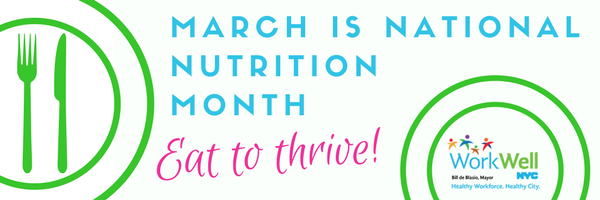 MARCH IS NATIONAL
NUTRITION
MONTH
Eat to thrive!
WorkWell
Bill de Blasio, Mayor NYC
Healthy Workforce. Healthy City.